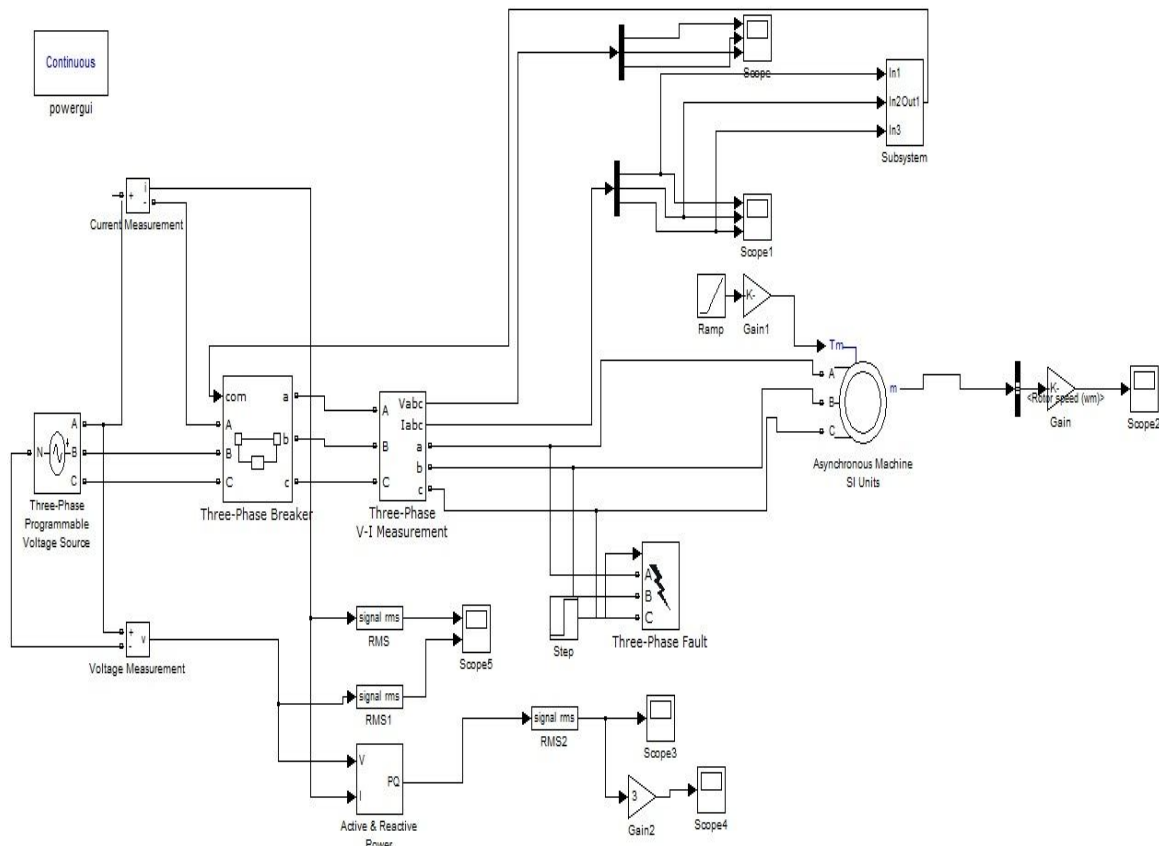 Continuous
powergui
Scope
In1
In2
Out1
In3
Subsystem
+
i
-
Current Measurement
Scope1
Ramp
K-
Gain1
Tm
A
B
C
m
Asynchronous Machine
SI Units
<Rotor speed (wm)>
K-
Gain
Scope2
N
A
B
C
+
Three-Phase
Programmable
Voltage Source
com
A
B
C
a
b
c
Three-Phase Breaker
A
B
C
Vabc
Iabc
a
b
c
Three-Phase
V-I Measurement
A
B
C
Three-Phase Fault
Step
+
-
v
Voltage Measurement
signal rms
RMS
Scope5
signal rms
RMS1
V
I
PQ
Active & Reactive
Power
signal rms
RMS2
Scope3
3
Gain2
Scope4